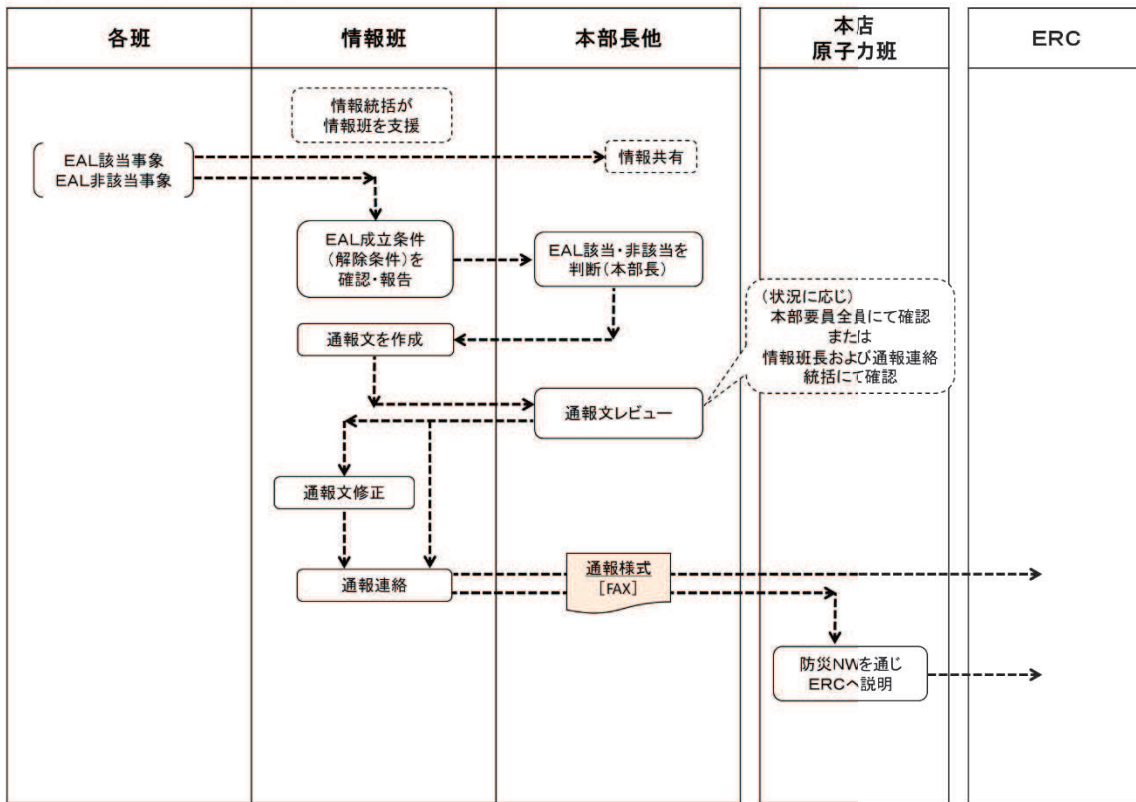 各班
情報班
本部長他
本店
原子力班
ERC
情報統括が
情報班を支援
EAL該当事象
EAL非該当事象
情報共有
EAL成立条件
(解除条件)を
確認・報告
EAL該当・非該当を
判断(本部長)
(状況に応じ)
本部要員全員にて確認
または
情報班長および通報連絡
統括にて確認
通報文を作成
通報文レビュー
通報文修正
通報連絡
通報様式
[FAX]
防災NWを通じ
ERCへ説明